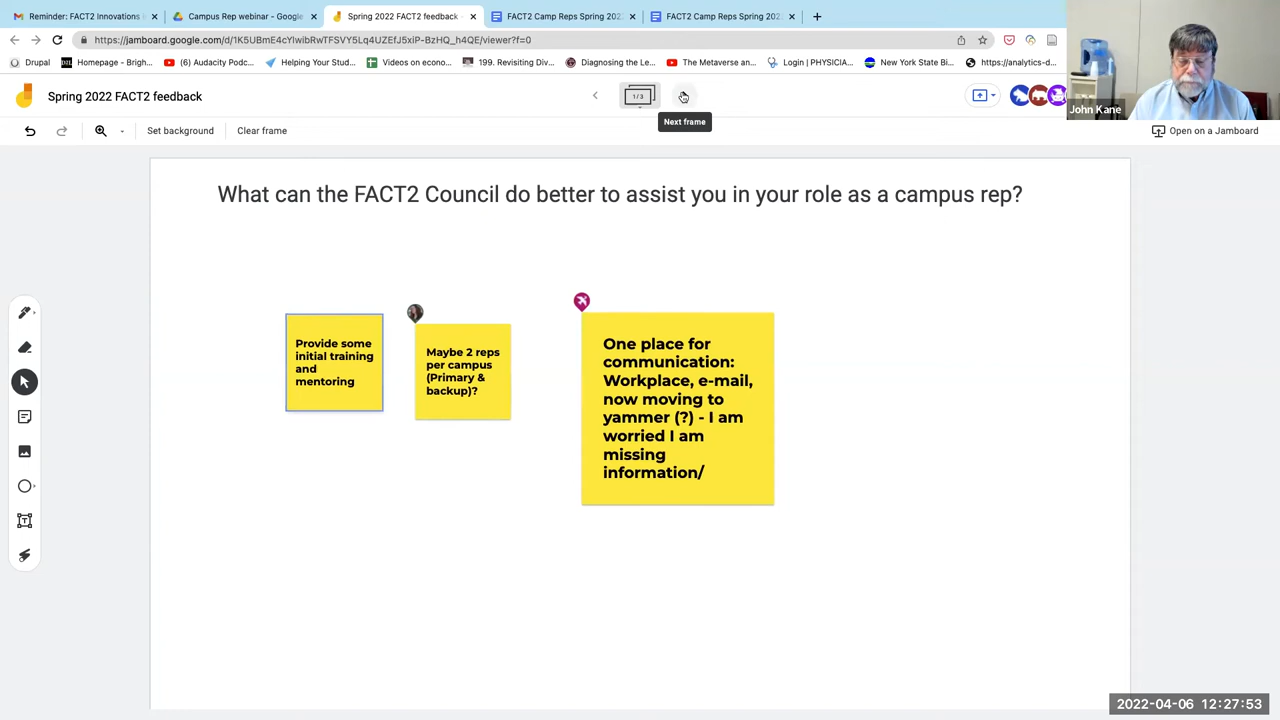 Reminder: FACT2 Innovations
Campus Rep webinar - Google
Spring 2022 FACT2 feedback
FACT2 Camp Reps Spring 202
FACT2 Camp Reps Spring 202
https://jamboard.google.com/d/1K5UBmE4cYlwibRwTFSVY5Lq4UZEfJ5xiP-BzHQ_h4QE/viewer?f=0
Drupal
Homepage - Brigh...
(6) Audacity Podc...
Helping Your Stud...
Videos on econo...
199. Revisiting Div...
Diagnosing the Le...
The Metaverse an...
Login | PHYSICIA...
New York State Bi...
https://analytics-d...
Spring 2022 FACT2 feedback
1 / 3
Next frame
John Kane
Set background
Clear frame
Open on a Jamboard
What can the FACT2 Council do better to assist you in your role as a campus rep?
Provide some
initial training
and
mentoring
Maybe 2 reps
per campus
(Primary &
backup)?
One place for
communication:
Workplace, e-mail,
now moving to
yammer (?) - I am
worried I am
missing
information/
2022-04-06 12:27:53